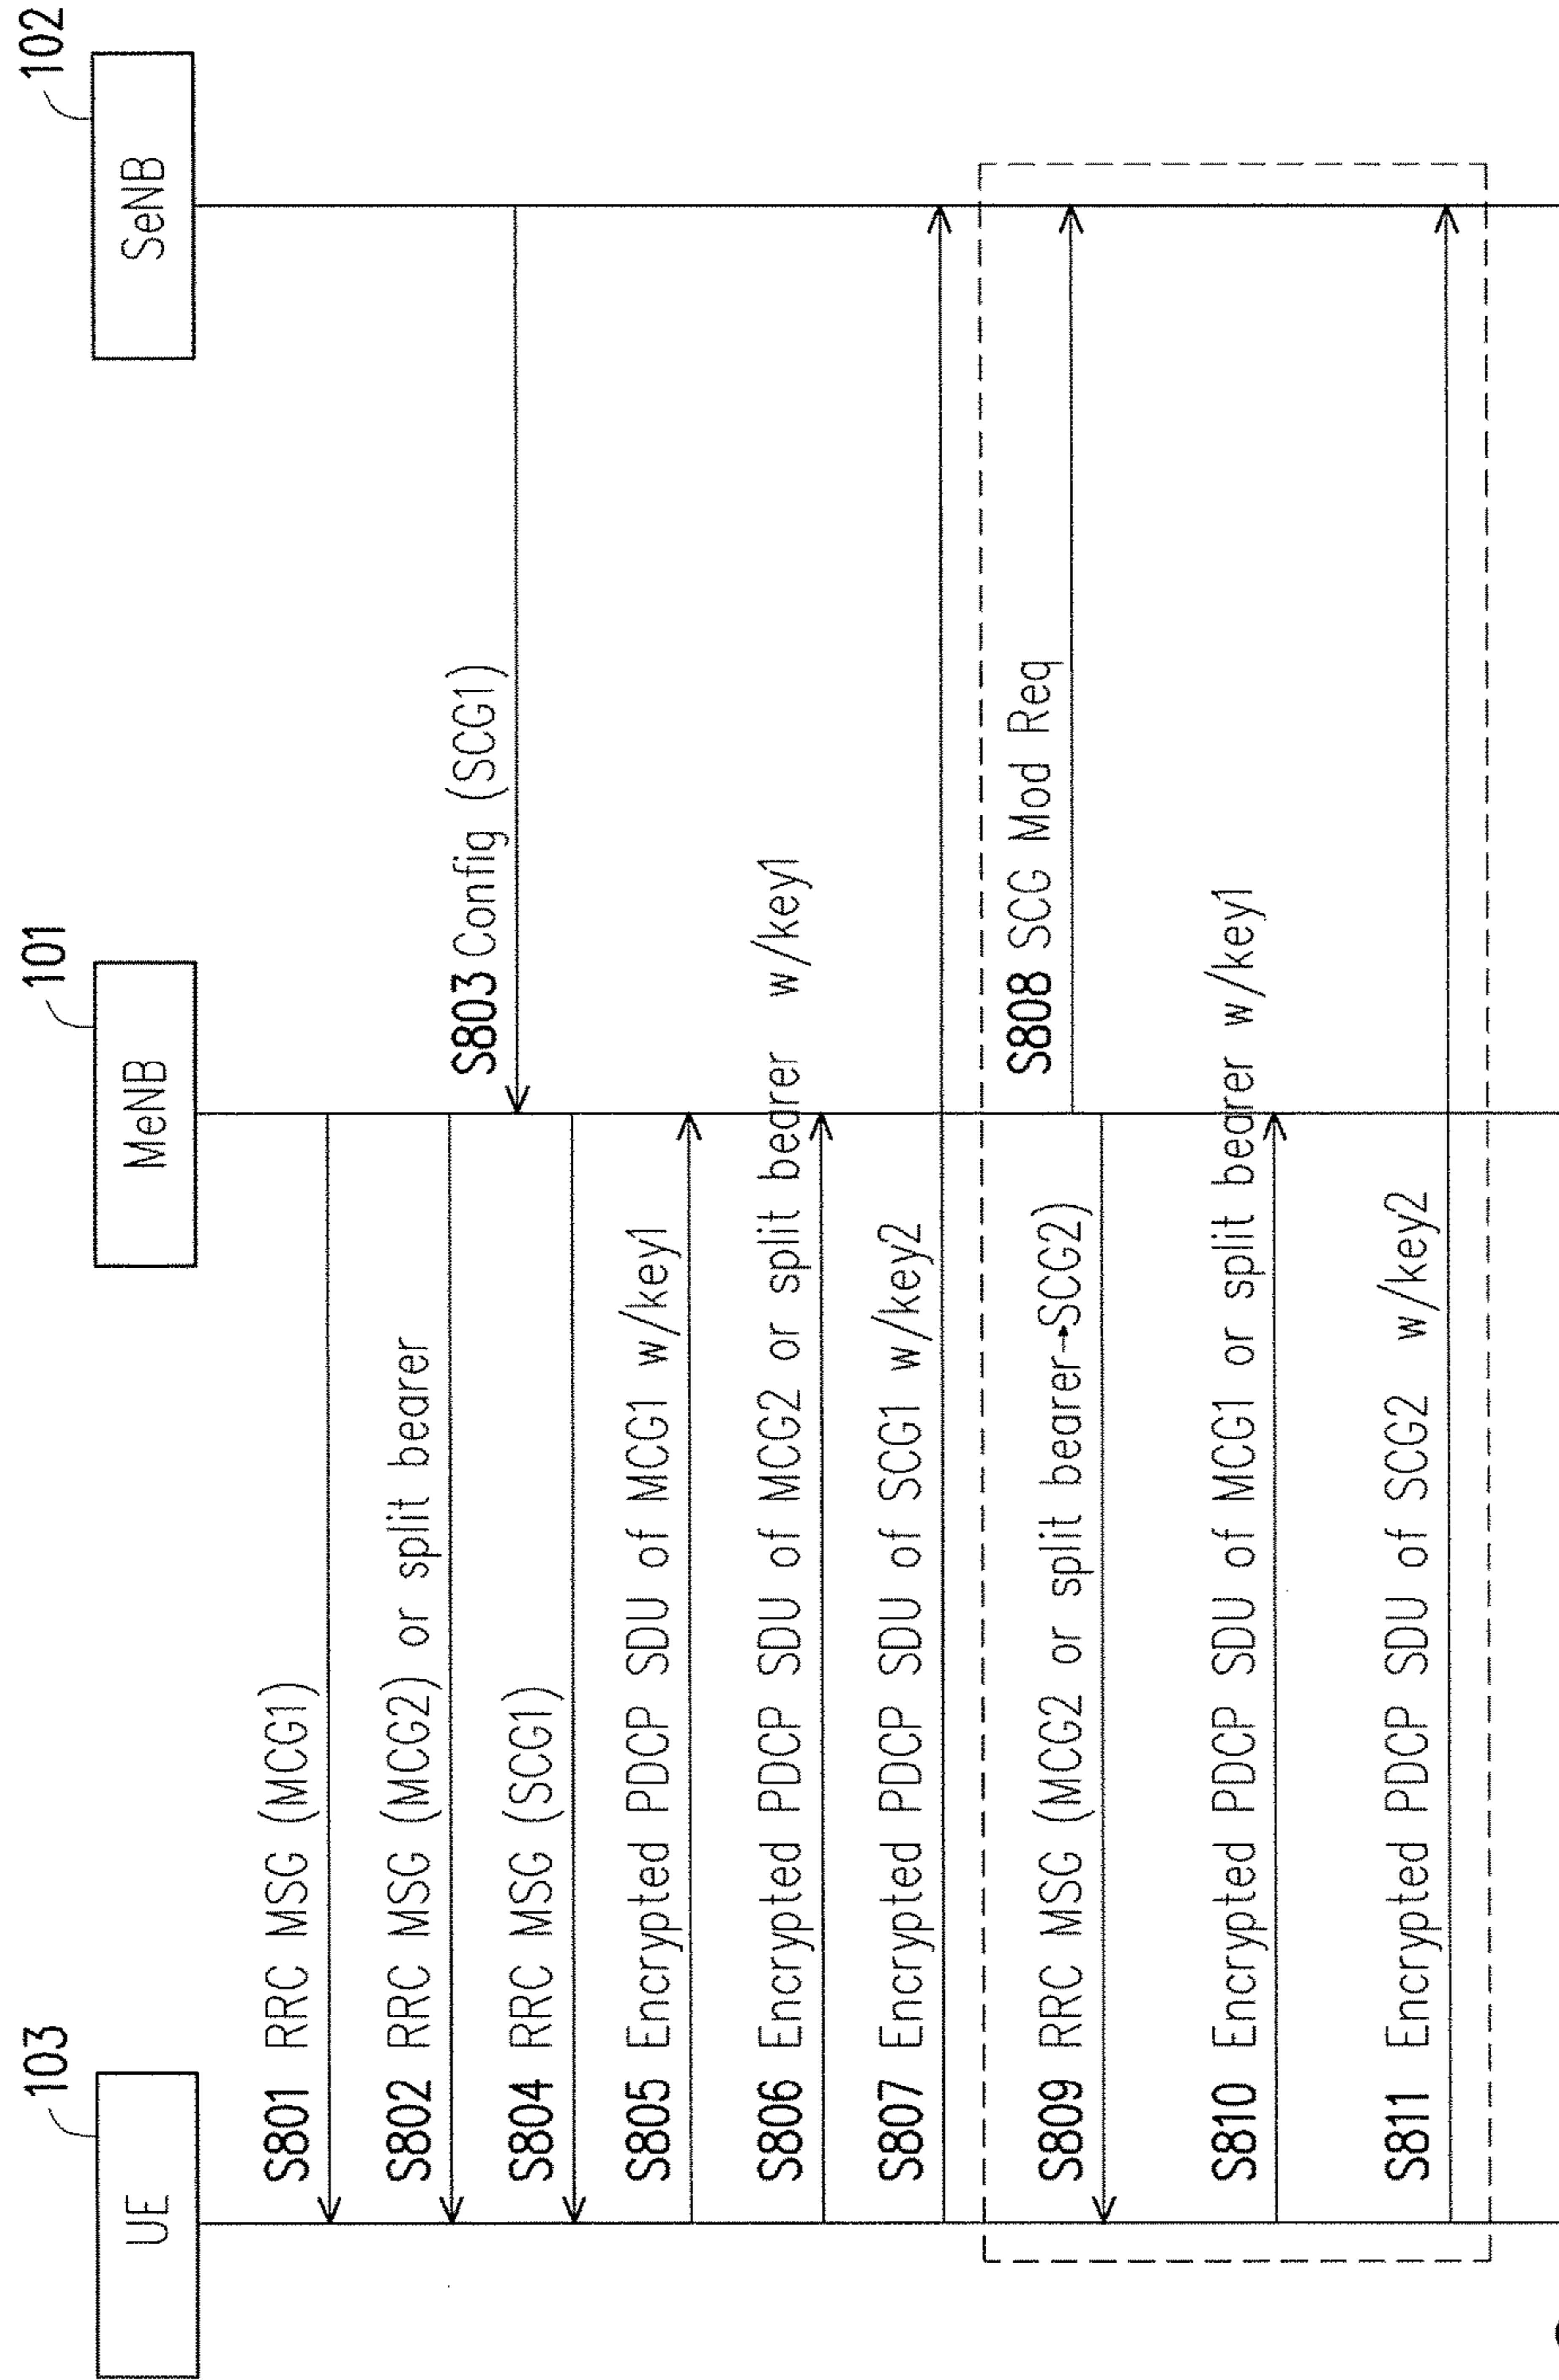 103
UE
101
MeNB
102
SeNB
S801 RRC MSG (MCG1)
S802 RRC MSG (MCG2) or split bearer
S803 Config (SCG1)
S804 RRC MSG (SCG1)
S805 Encrypted PDCP SDU of MCG1 w/key1
S806 Encrypted PDCP SDU of MCG2 or split bearer w/key1
S807 Encrypted PDCP SDU of SCG1 w/key2
S808 SCG Mod Req
S809 RRC MSG (MCG2 or split bearer→SCG2)
S810 Encrypted PDCP SDU of MCG1 or split bearer w/key1
S811 Encrypted PDCP SDU of SCG2 w/key2